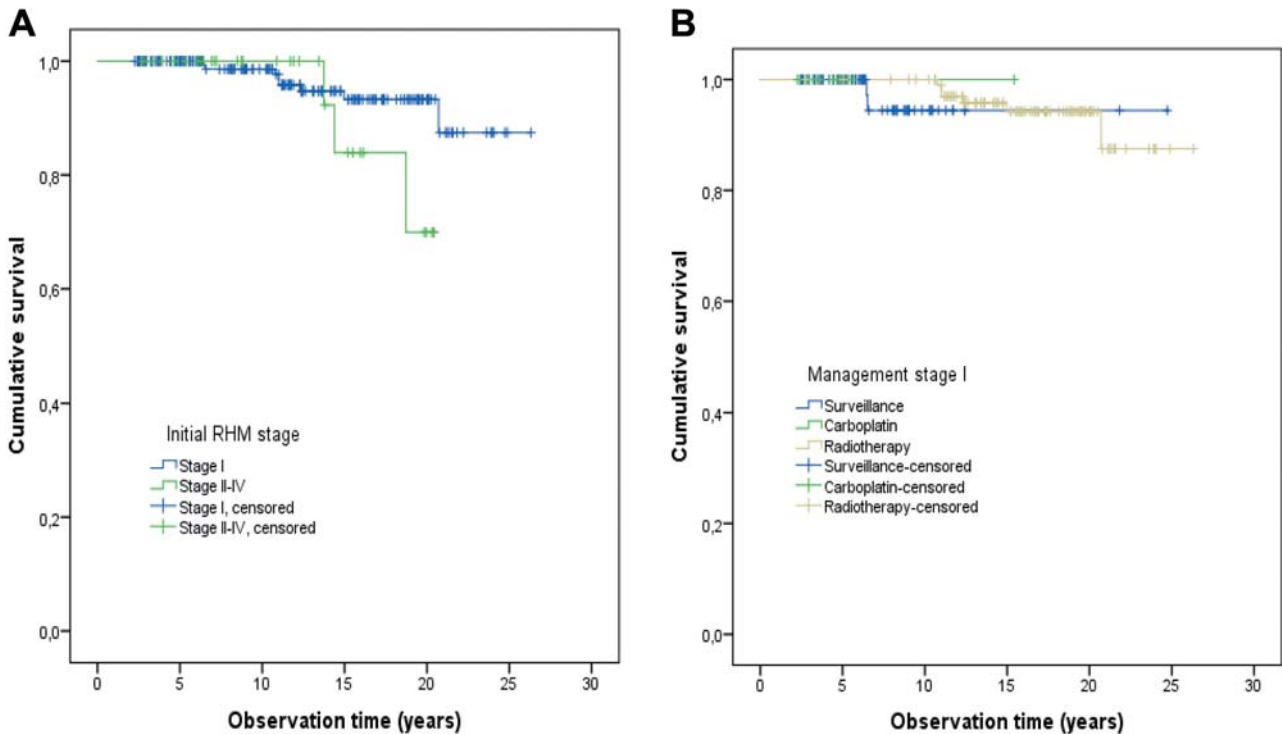 A
Cumulative survival
1,0
0,8
0,6
0,4
0,2
0,0
Initial RHM stage
Stage I
Stage II-IV
Stage I, censored
Stage II-IV, censored
0 5 10 15 20 25 30
Observation time (years)
B
Cumulative survival
1,0
0,8
0,6
0,4
0,2
0,0
Management stage I
Surveillance
Carboplatin
Radiotherapy
Surveillance-censored
Carboplatin-censored
Radiotherapy-censored
0 5 10 15 20 25 30
Observation time (years)